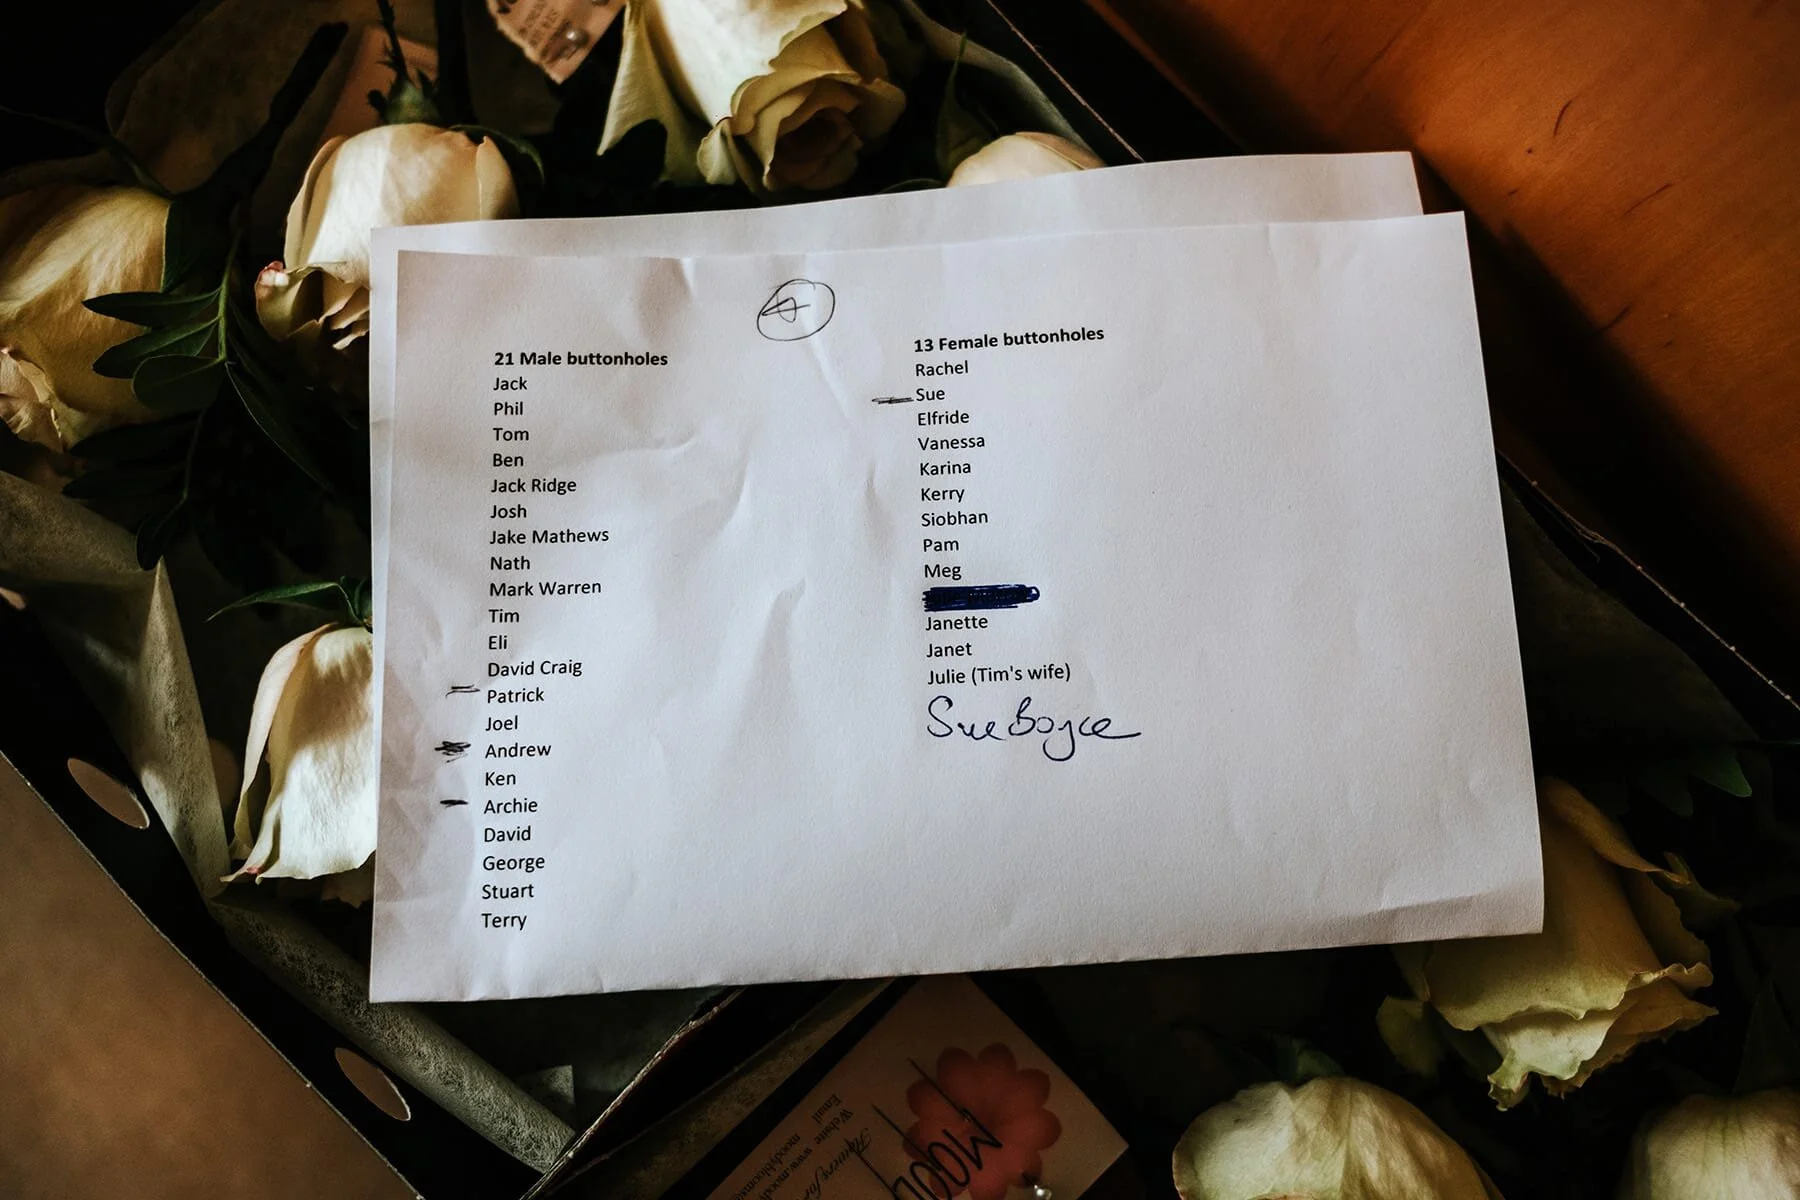 21 Male buttonholes
Jack
Phil
Tom
Ben
Jack Ridge
Josh
Jake Mathews
Nath
Mark Warren
Tim
Eli
David Craig
Patrick
Joel
Andrew
Ken
Archie
David
George
Stuart
Terry
13 Female buttonholes
Rachel
Sue
Elfride
Vanessa
Karina
Kerry
Siobhan
Pam
Meg
Janette
Janet
Julie (Tim's wife)
Sue Boyce
Website
Email